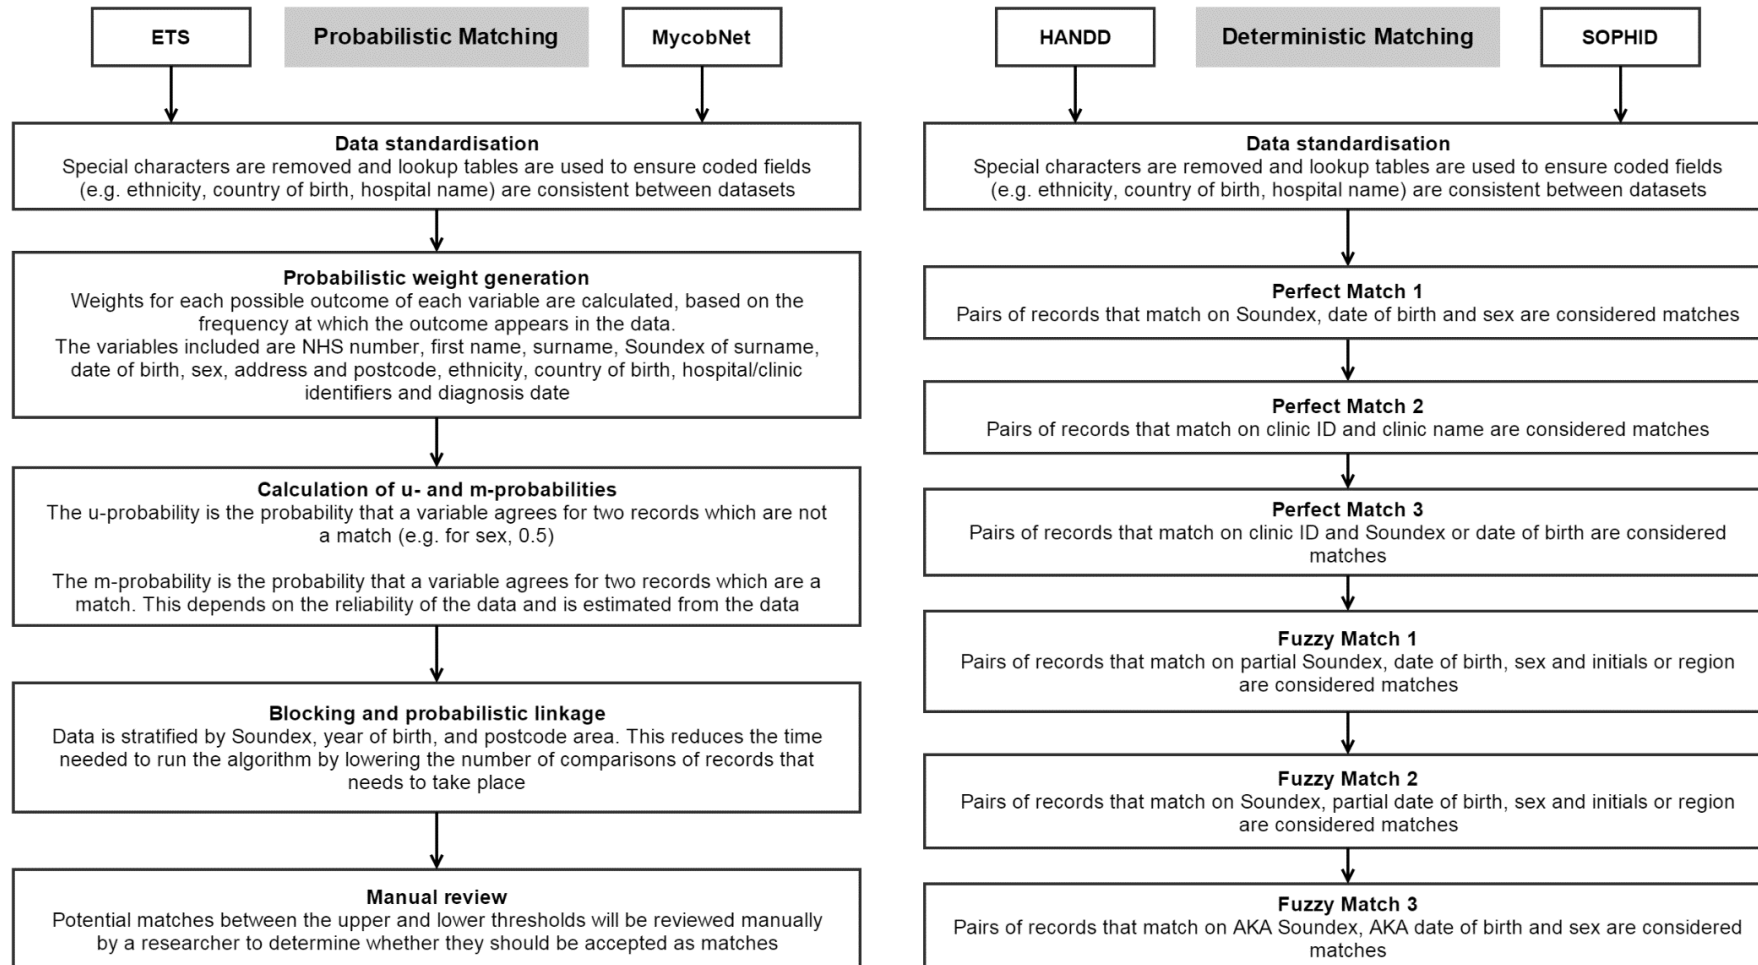 ETS
Probabilistic Matching
MycobNet
Data standardisation
Special characters are removed and lookup tables are used to ensure coded fields
(e.g. ethnicity, country of birth, hospital name) are consistent between datasets
Probabilistic weight generation
Weights for each possible outcome of each variable are calculated, based on the
frequency at which the outcome appears in the data.
The variables included are NHS number, first name, surname, Soundex of surname,
date of birth, sex, address and postcode, ethnicity, country of birth, hospital/clinic
identifiers and diagnosis date
Calculation of u- and m-probabilities
The u-probability is the probability that a variable agrees for two records which are not
a match (e.g. for sex, 0.5)
The m-probability is the probability that a variable agrees for two records which are a
match. This depends on the reliability of the data and is estimated from the data
Blocking and probabilistic linkage
Data is stratified by Soundex, year of birth, and postcode area. This reduces the time
needed to run the algorithm by lowering the number of comparisons of records that
needs to take place
Manual review
Potential matches between the upper and lower thresholds will be reviewed manually
by a researcher to determine whether they should be accepted as matches
HANDD
Deterministic Matching
SOPHID
Data standardisation
Special characters are removed and lookup tables are used to ensure coded fields
(e.g. ethnicity, country of birth, hospital name) are consistent between datasets
Perfect Match 1
Pairs of records that match on Soundex, date of birth and sex are considered matches
Perfect Match 2
Pairs of records that match on clinic ID and clinic name are considered matches
Perfect Match 3
Pairs of records that match on clinic ID and Soundex or date of birth are considered
matches
Fuzzy Match 1
Pairs of records that match on partial Soundex, date of birth, sex and initials or region
are considered matches
Fuzzy Match 2
Pairs of records that match on Soundex, partial date of birth, sex and initials or region
are considered matches
Fuzzy Match 3
Pairs of records that match on AKA Soundex, AKA date of birth and sex are considered
matches